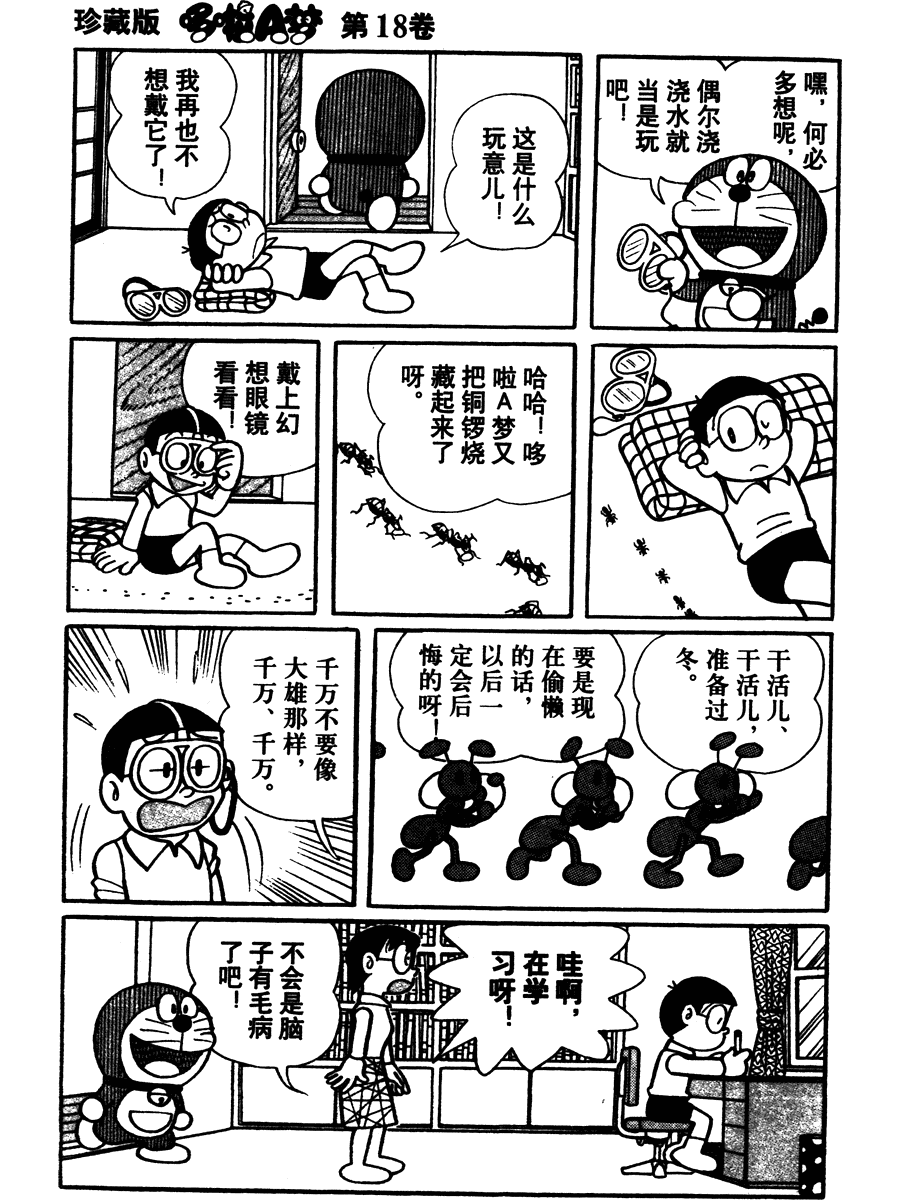 珍藏版 哆啦A梦 第18卷
嘿，何必
多想呢，
偶尔浇
浇水就
当是玩
吧！
这是什么
玩意儿！
我再也不
想戴它了！
哈哈！哆
啦A梦又
把铜锣烧
藏起来了
呀。
戴上幻
想眼镜
看看！
干活儿、
干活儿，
准备过
冬。
要是现
在偷懒
的话，
以后一
定会后
悔的呀！
千万不要像
大雄那样，
千万、千万。
哇啊，
在学
习呀！
不会是脑
子有毛病
了吧！